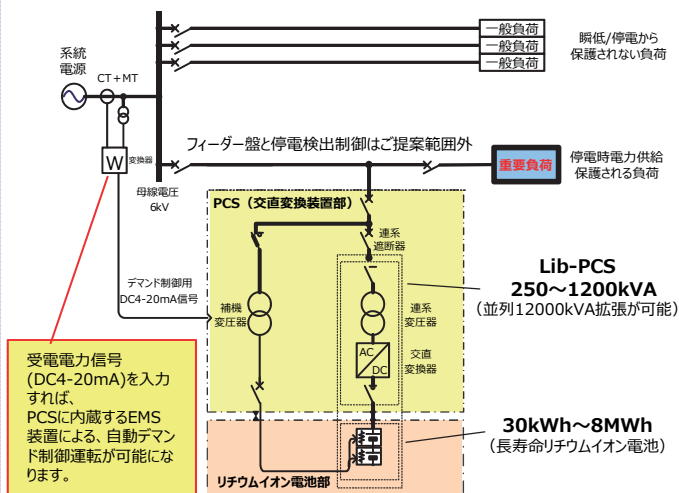 一般負荷
一般負荷
一般負荷
瞬低/停電から
保護されない負荷
系統
電源
CT+MT
W
変換器
母線電圧
6kV
フィーダー盤と停電検出制御はご提案範囲外
重要負荷
停電時電力供給
保護される負荷
PCS（交直変換装置部）
連系
遮断器
デマンド制御用
DC4-20mA信号
補機
変圧器
連系
変圧器
AC
DC
交直
変換器
Lib-PCS
250～1200kVA
（並列12000kVA拡張が可能）
受電電力信号
(DC4-20mA)を入力
すれば、
PCSに内蔵するEMS
装置による、自動デマン
ド制御運転が可能にな
ります。
30kWh～8MWh
（長寿命リチウムイオン電池）
リチウムイオン電池部